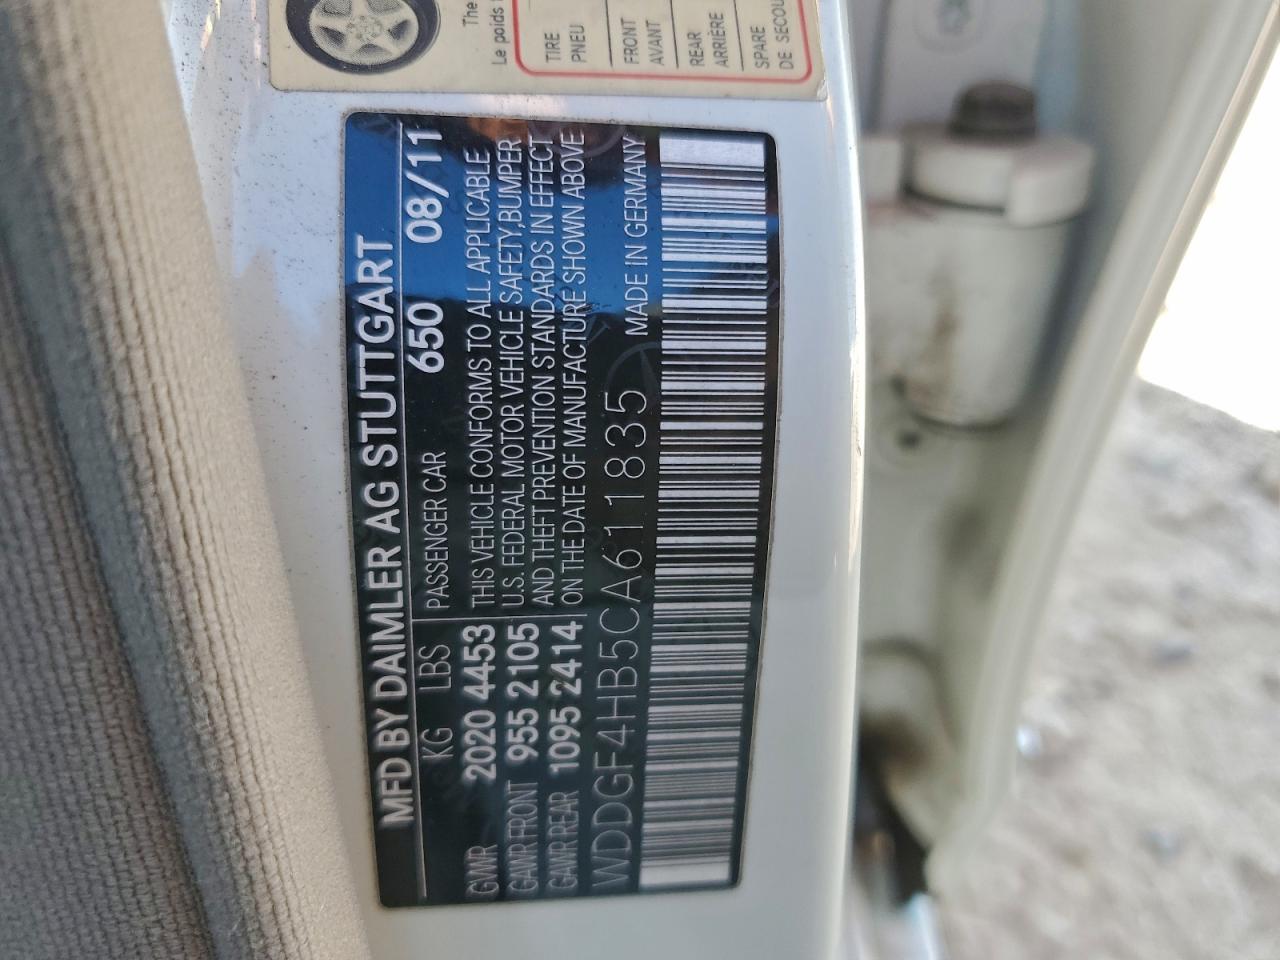 The
Le poids
TIRE
PNEU
FRONT
AVANT
REAR
ARRIÈRE
SPARE
DE SECOU
MFD BY DAIMLER AG STUTTGART
KG LBS PASSENGER CAR 650 08/11
GVWR 2020 4453 THIS VEHICLE CONFORMS TO ALL APPLICABLE
GAWR FRONT 955 2105 U.S. FEDERAL MOTOR VEHICLE SAFETY,BUMPER,
AND THEFT PREVENTION STANDARDS IN EFFECT
GAWR REAR 1095 2414 ON THE DATE OF MANUFACTURE SHOWN ABOVE
WDDGF4HB5CA611835 MADE IN GERMANY